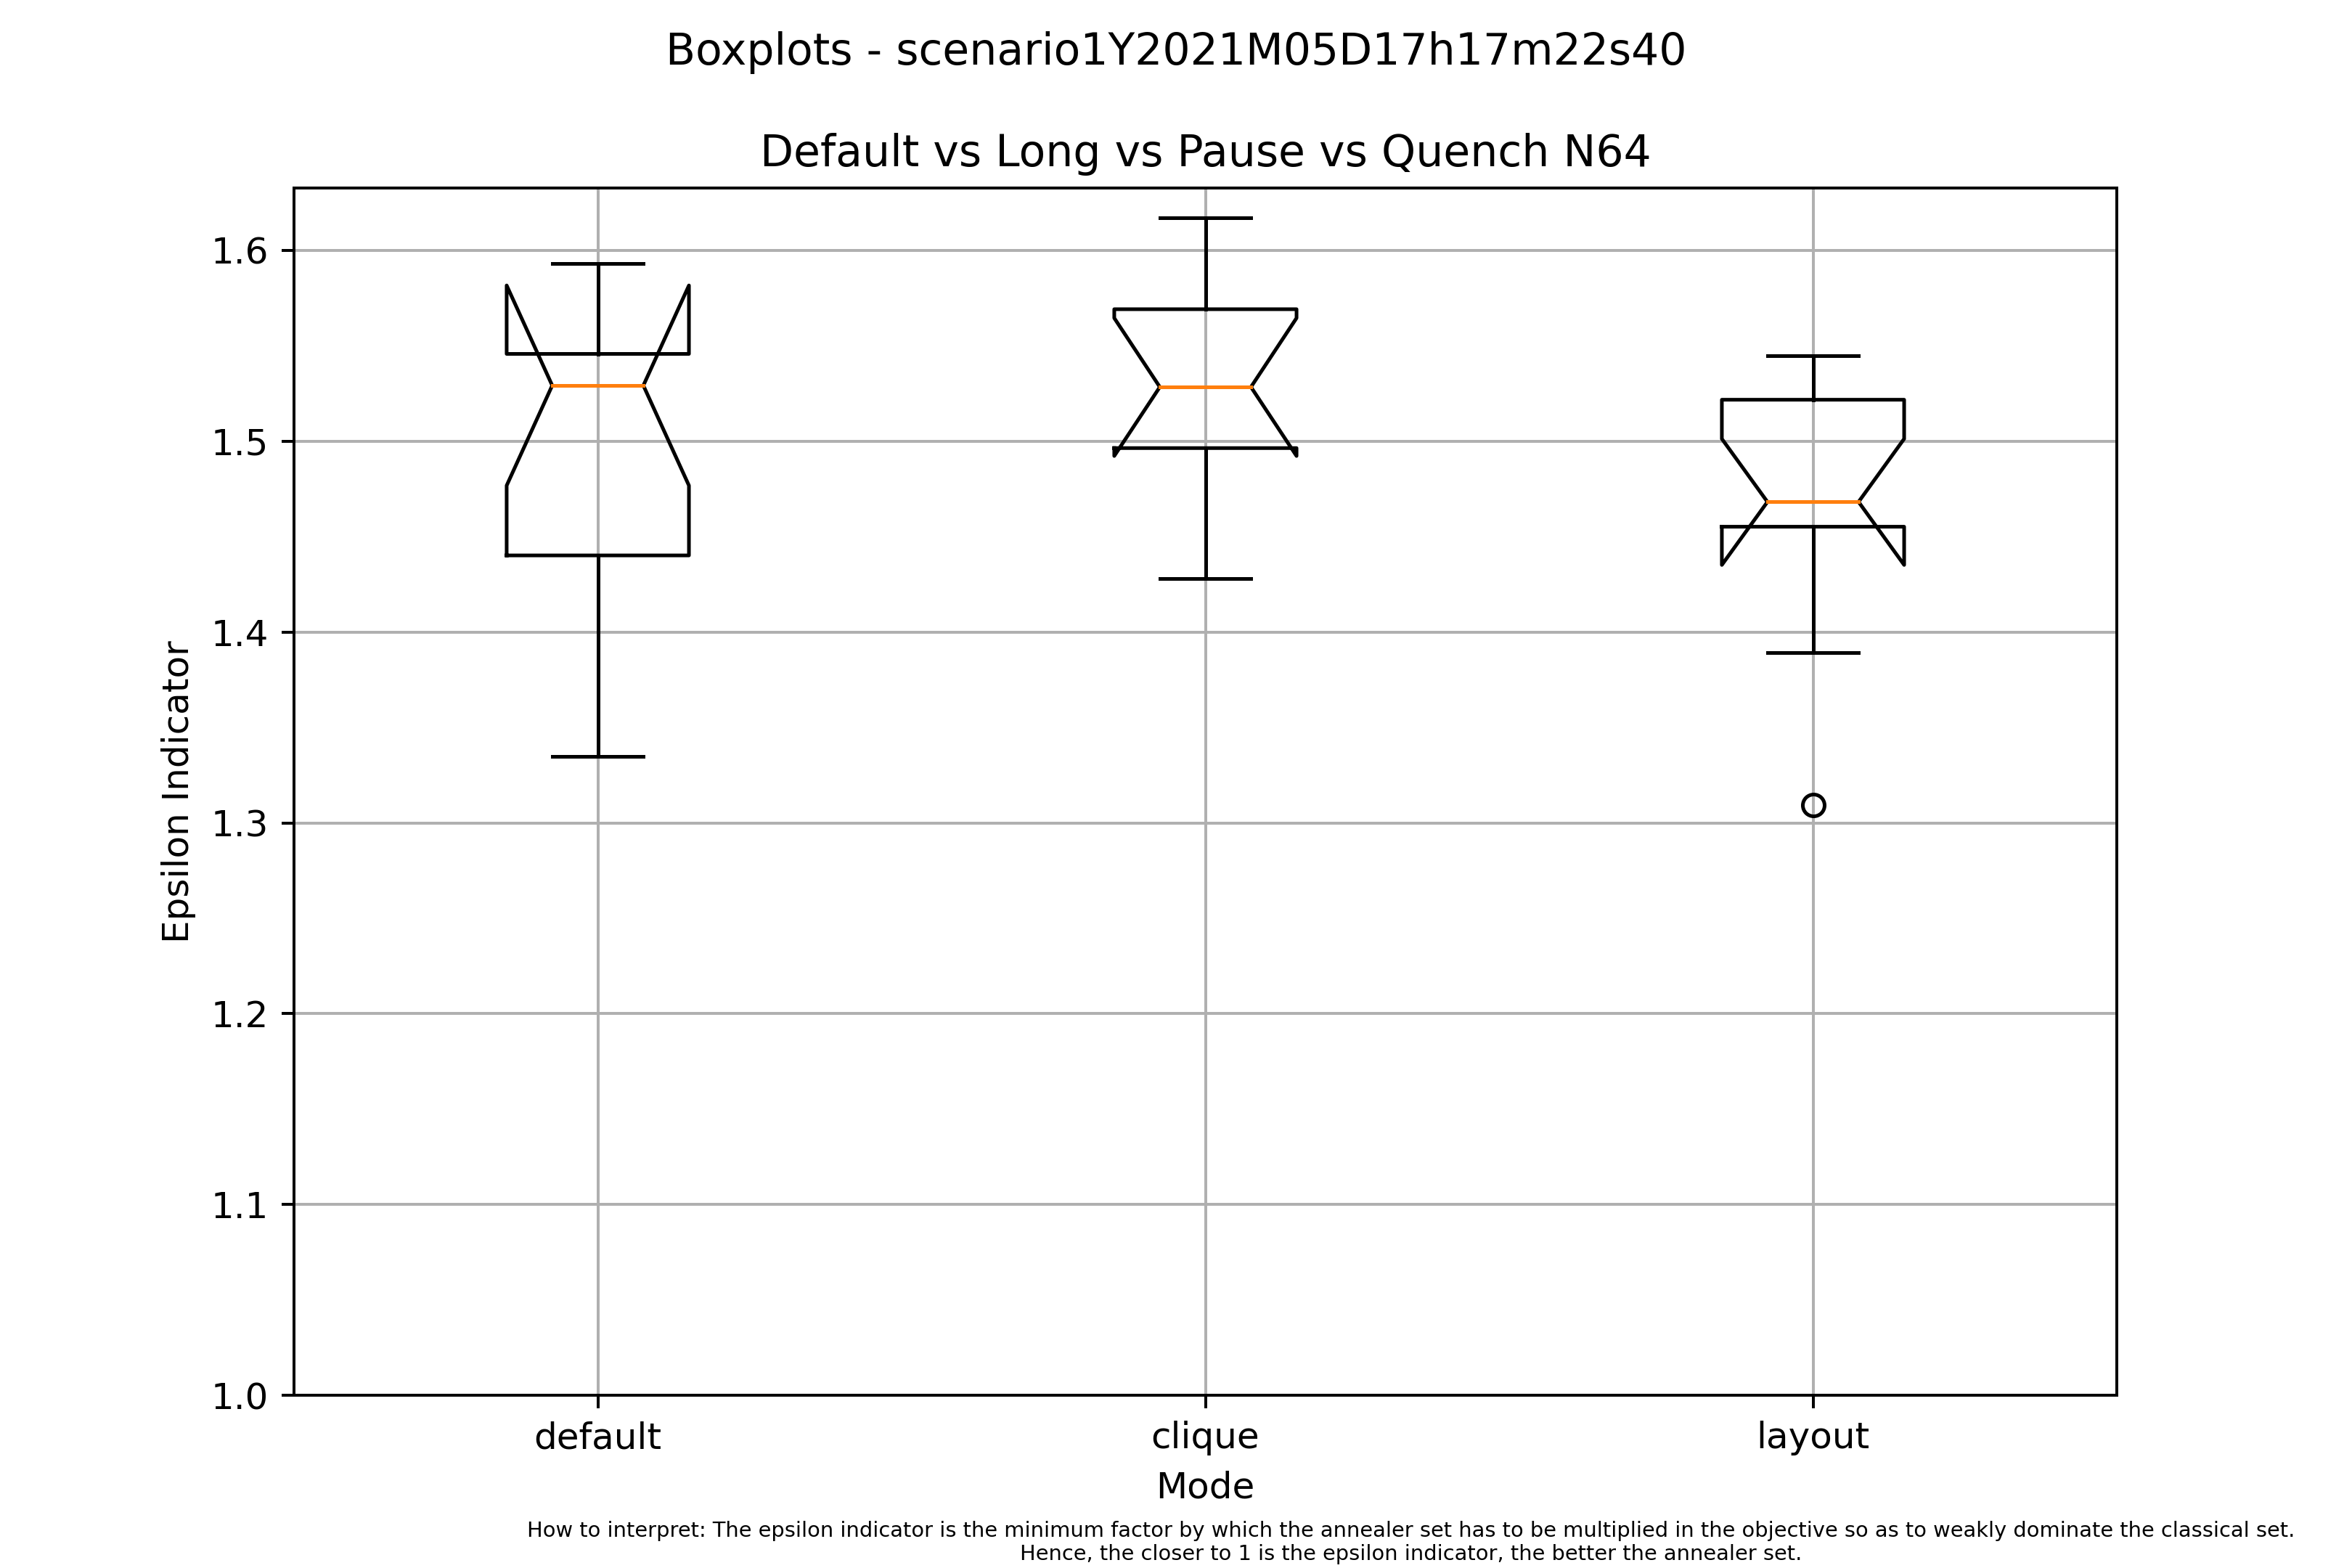 Boxplots - scenario1Y2021M05D17h17m22s40
Default vs Long vs Pause vs Quench N64
1.6
1.5
1.4
1.3
1.2
1.1
1.0
Epsilon Indicator
default
clique
layout
Mode
How to interpret: The epsilon indicator is the minimum factor by which the annealer set has to be multiplied in the objective so as to weakly dominate the classical set.
Hence, the closer to 1 is the epsilon indicator, the better the annealer set.